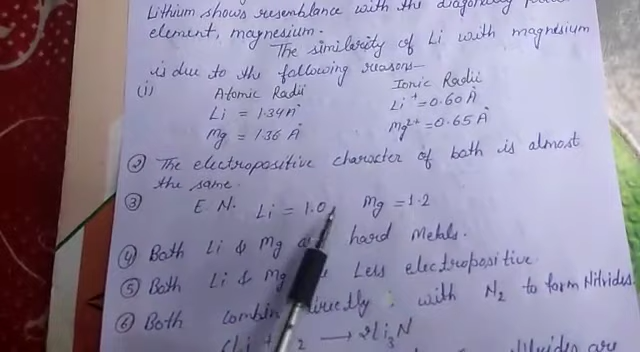 Lithium shows resemblance with the diagonally
element, magnesium.
The similarity of Li with magnesium
is due to the following reasons—
(i) Atomic Radii Ionic Radii
Li = 1.34 Å Li⁺ = 0.60 Å
Mg = 1.36 Å Mg²⁺ = 0.65 Å
② The electropositive character of both is almost
the same.
③ E.N. Li = 1.0 Mg = 1.2
④ Both Li & Mg hard Metals.
⑤ Both Li & Mg Less electropositive
⑥ Both directly with N₂ to form Nitrides
→ 2Li₃N
are